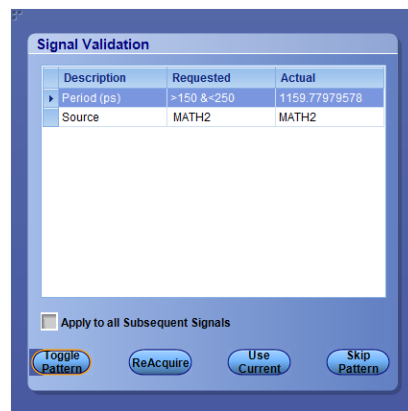 Signal Validation
Description Requested Actual
Period (ps) >150 &<250 1159.77979578
Source MATH2 MATH2
Apply to all Subsequent Signals
Toggle Pattern
ReAcquire
Use Current
Skip Pattern